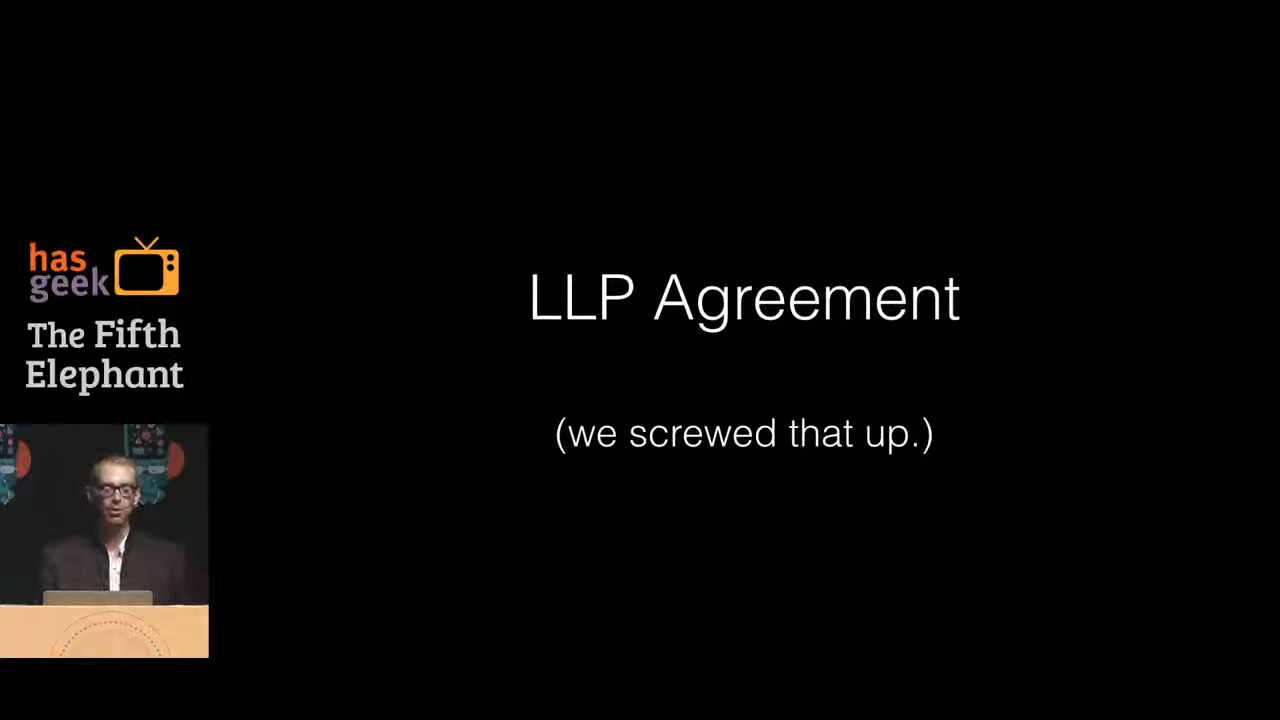 has
geek
The Fifth
Elephant
LLP Agreement
(we screwed that up.)